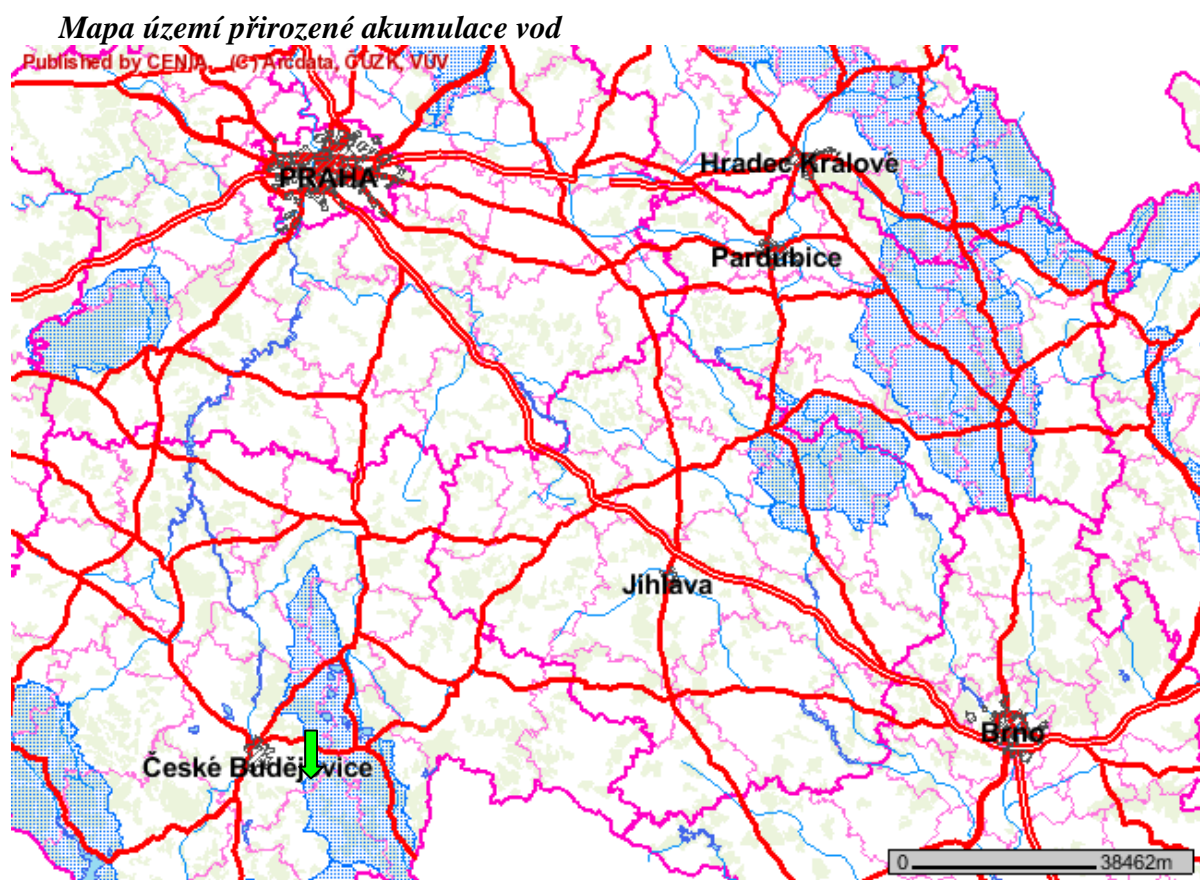 Mapa území přirozené akumulace vod
Published by CENIA, (C) Arcdata, ČÚZK, VÚV
PRAHA
Hradec Králové
Pardubice
Jihlava
Brno
České Budějovice
0 38462m